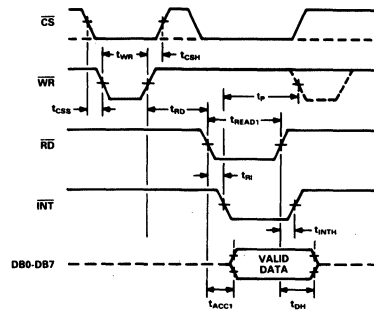 CS
tWR
tCSH
WR
tCSS
tRD
tP
tREAD1
RD
tRI
INT
tINTH
DB0-DB7
VALID
DATA
tACC1
tDH